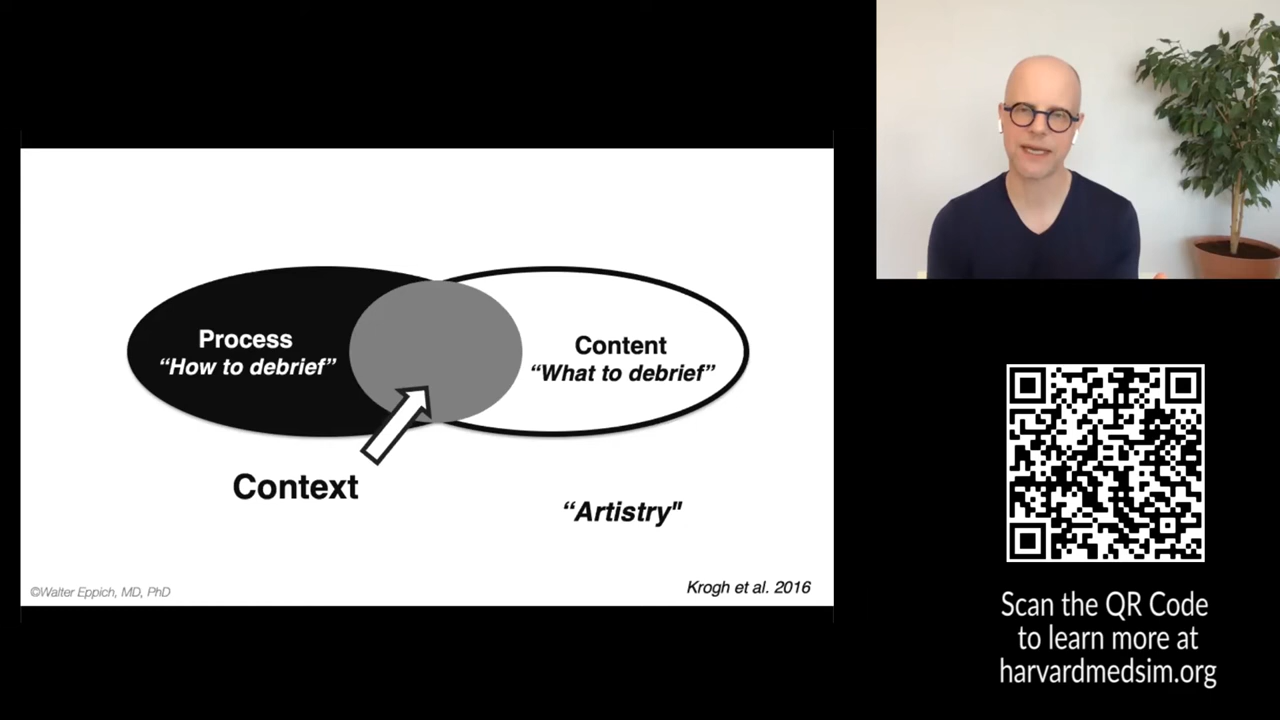 Process
“How to debrief”
Content
“What to debrief”
Context
“Artistry"
©Walter Eppich, MD, PhD
Krogh et al. 2016
Scan the QR Code
to learn more at
harvardmedsim.org